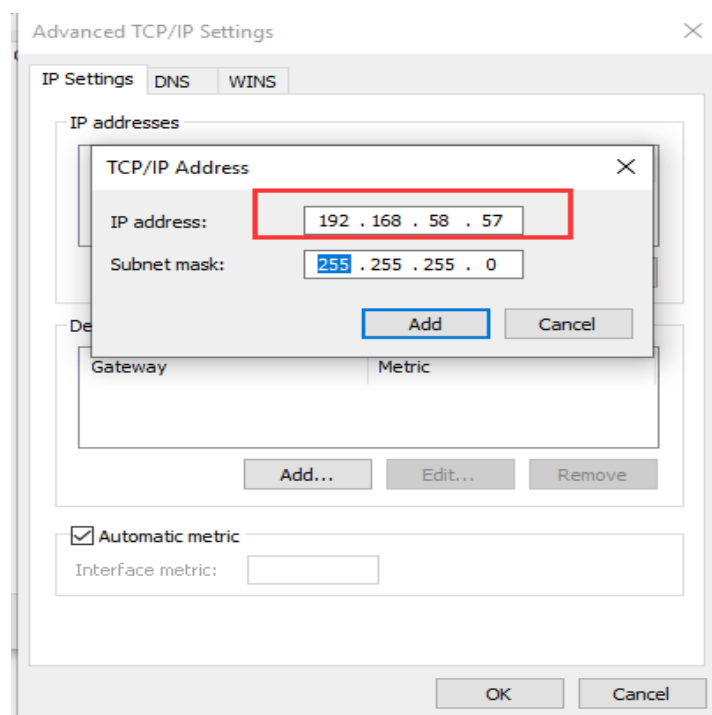 Advanced TCP/IP Settings
IP Settings DNS WINS
IP addresses
TCP/IP Address
IP address: 192 . 168 . 58 . 57
Subnet mask: 255 . 255 . 255 . 0
Add Cancel
De
Gateway Metric
Add... Edit... Remove
Automatic metric
Interface metric:
OK Cancel